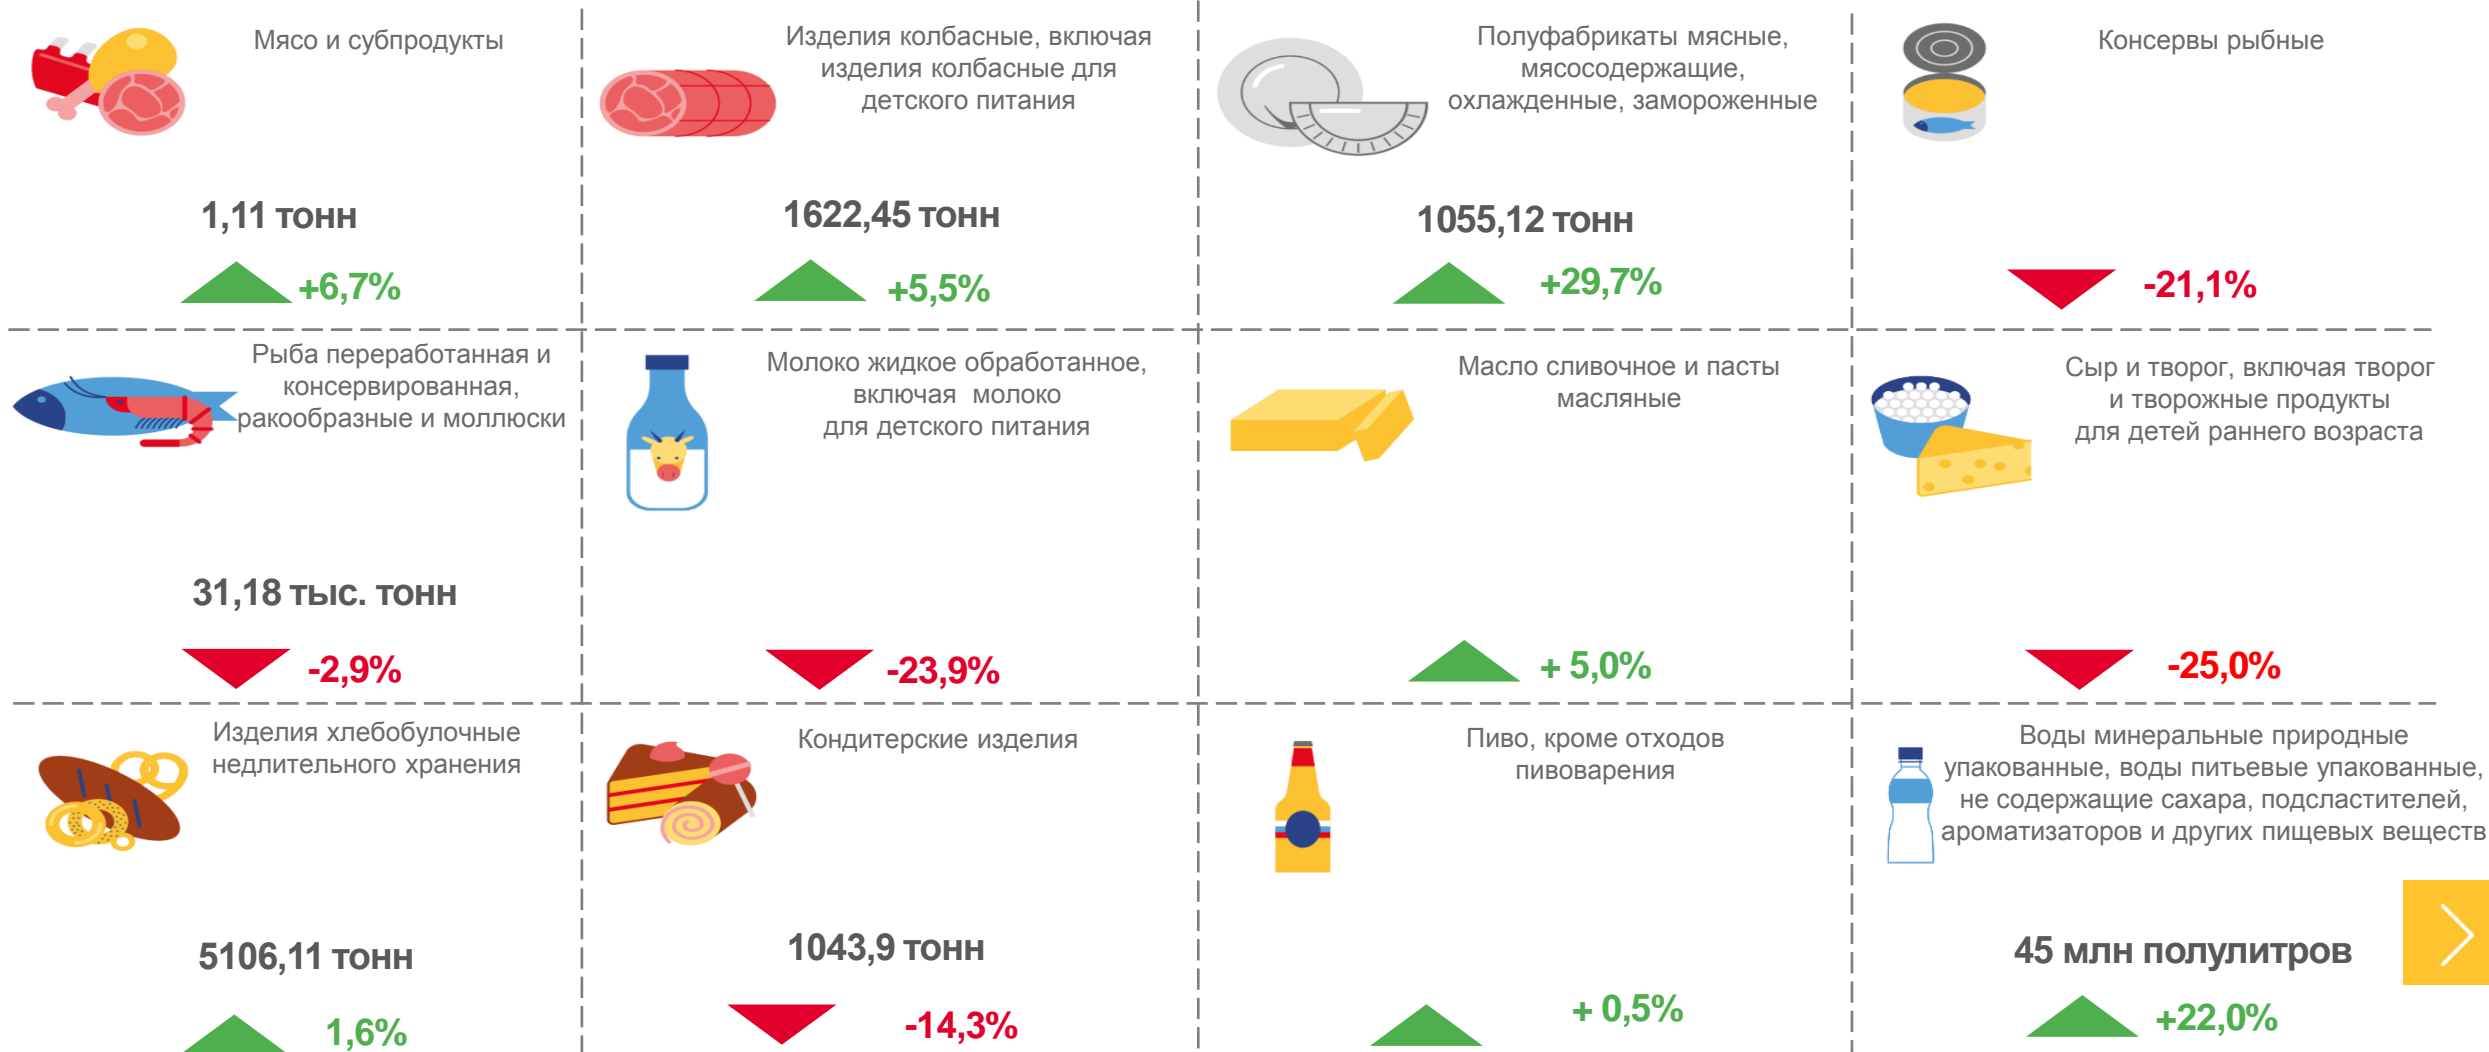 Мясо и субпродукты
1,11 тонн
+6,7%
Изделия колбасные, включая
изделия колбасные для
детского питания
1622,45 тонн
+5,5%
Полуфабрикаты мясные,
мясосодержащие,
охлажденные, замороженные
1055,12 тонн
+29,7%
Консервы рыбные
-21,1%
Рыба переработанная и
консервированная,
ракообразные и моллюски
31,18 тыс. тонн
-2,9%
Молоко жидкое обработанное,
включая молоко
для детского питания
-23,9%
Масло сливочное и пасты
масляные
+ 5,0%
Сыр и творог, включая творог
и творожные продукты
для детей раннего возраста
-25,0%
Изделия хлебобулочные
недлительного хранения
5106,11 тонн
1,6%
Кондитерские изделия
1043,9 тонн
-14,3%
Пиво, кроме отходов
пивоварения
+ 0,5%
Воды минеральные природные
упакованные, воды питьевые упакованные,
не содержащие сахара, подсластителей,
ароматизаторов и других пищевых веществ
45 млн полулитров
+22,0%